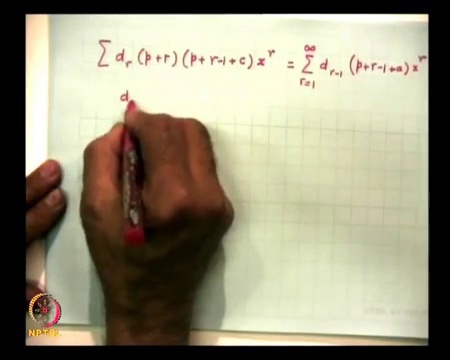 ∑ d_r (p+r) (p+r-1+c) x^r = ∑_{r=1}^{∞} d_{r-1} (p+r-1+a) x^r
d
NPTEL